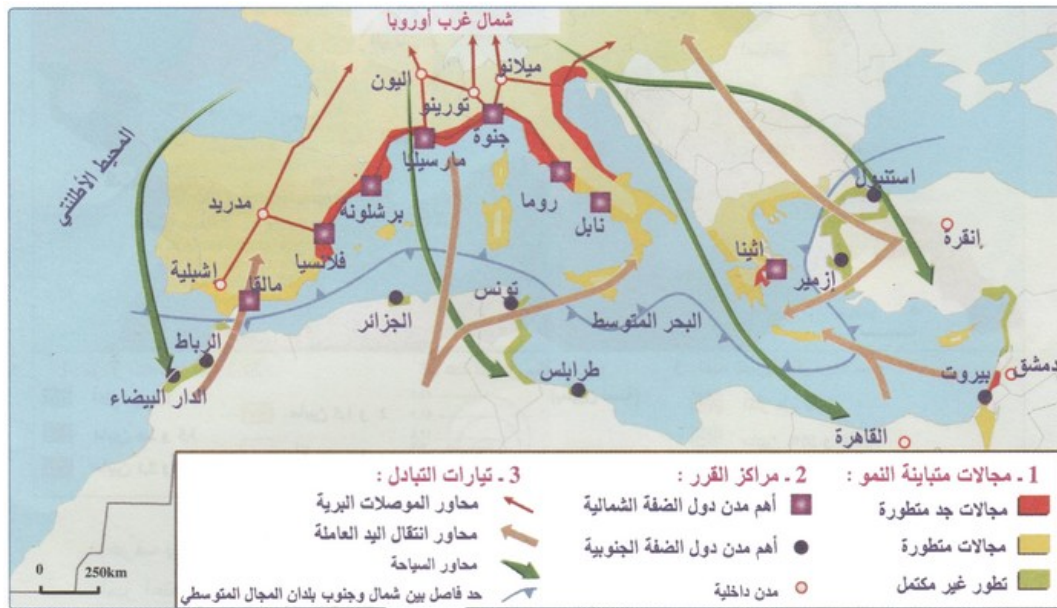 شمال غرب أوروبا
ميلانو
اليون
تورينو
جنوة
مارسيليا
المحيط الأطلنتي
استنبول
برشلونة
روما
مدريد
نابل
إنقرة
فلانسيا
اثينا
إزمير
اشبيلية
مالقا
تونس
الجزائر
البحر المتوسط
الرباط
دمشق
بيروت
طرابلس
الدار البيضاء
القاهرة
1 ـ مجالات متباينة النمو :
مجالات جد متطورة
مجالات متطورة
تطور غير مكتمل
2 ـ مراكز القرر :
أهم مدن دول الضفة الشمالية
أهم مدن دول الضفة الجنوبية
مدن داخلية
3 ـ تيارات التبادل :
محاور الموصلات البرية
محاور انتقال اليد العاملة
محاور السياحة
حد فاصل بين شمال وجنوب بلدان المجال المتوسطي
0 250km